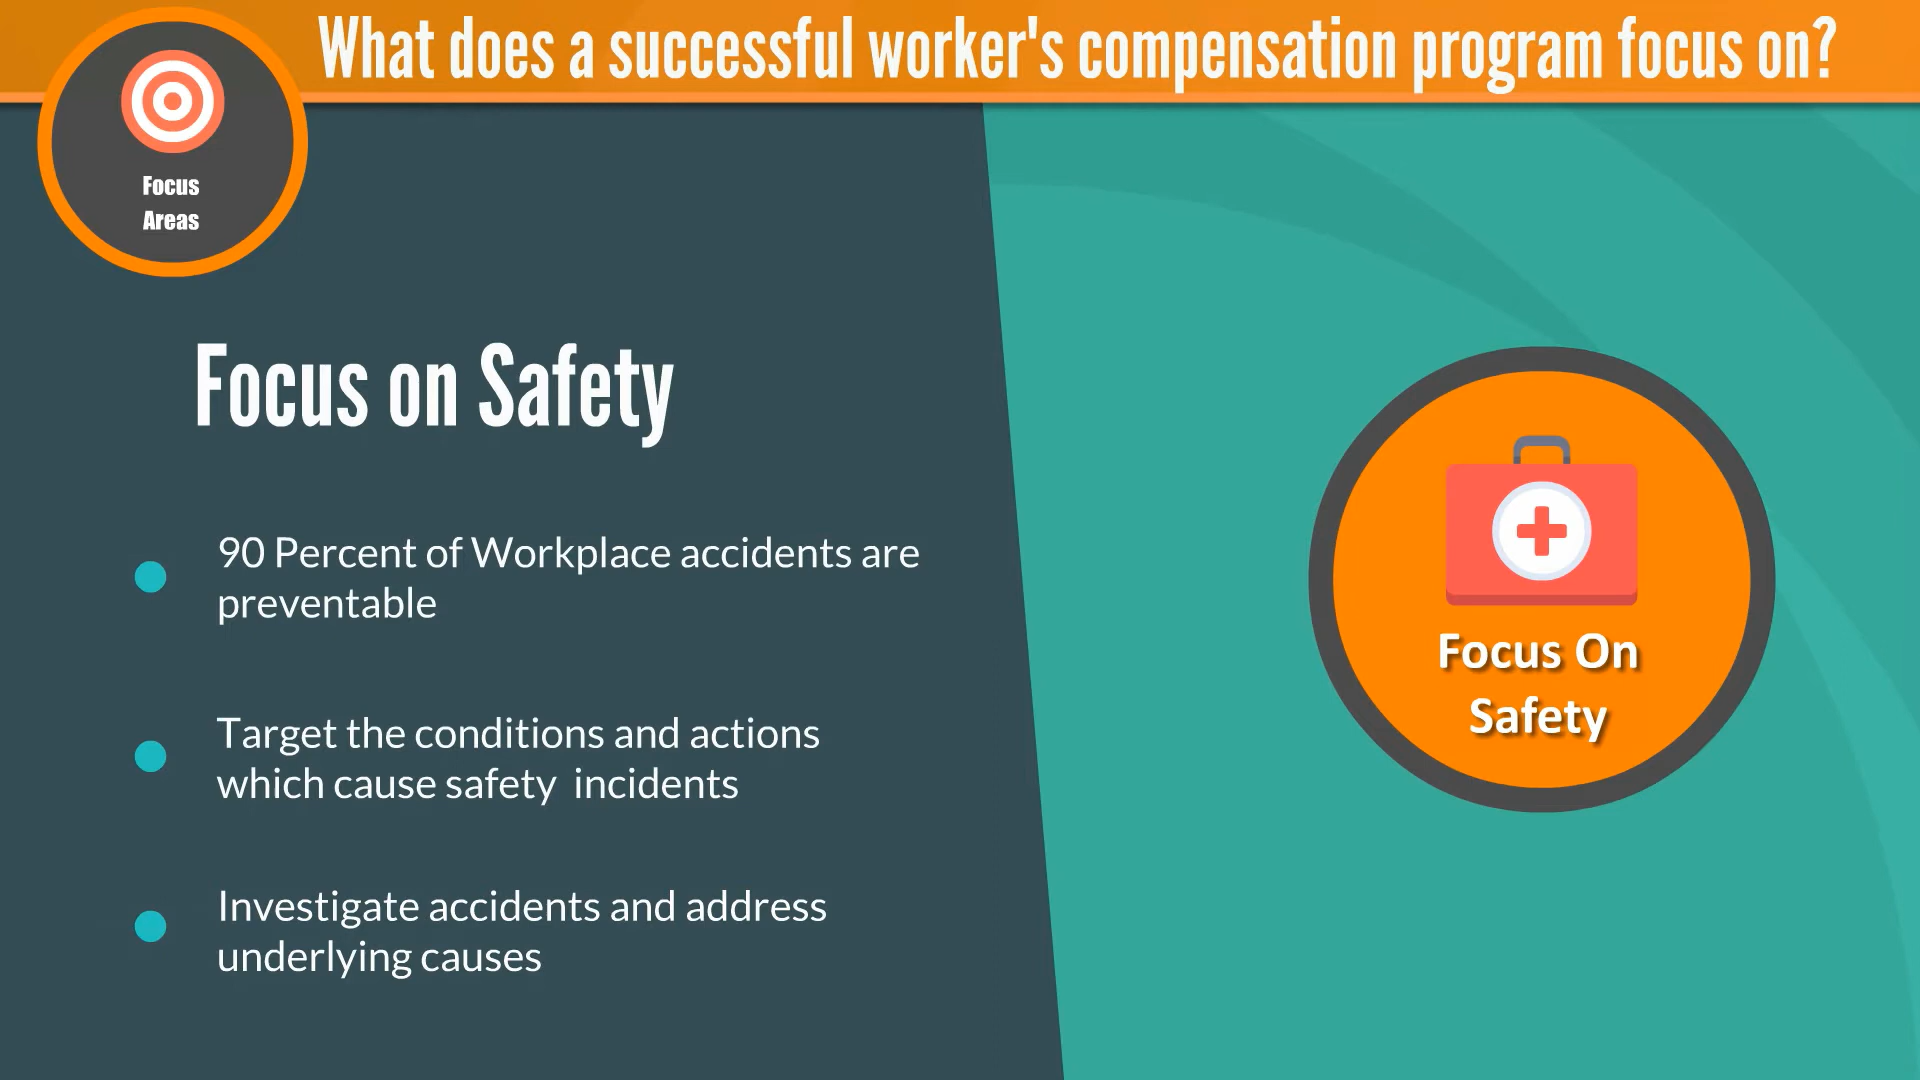 What does a successful worker's compensation program focus on?
Focus
Areas
Focus on Safety
90 Percent of Workplace accidents are
preventable
Target the conditions and actions
which cause safety  incidents
Investigate accidents and address
underlying causes
Focus On
Safety